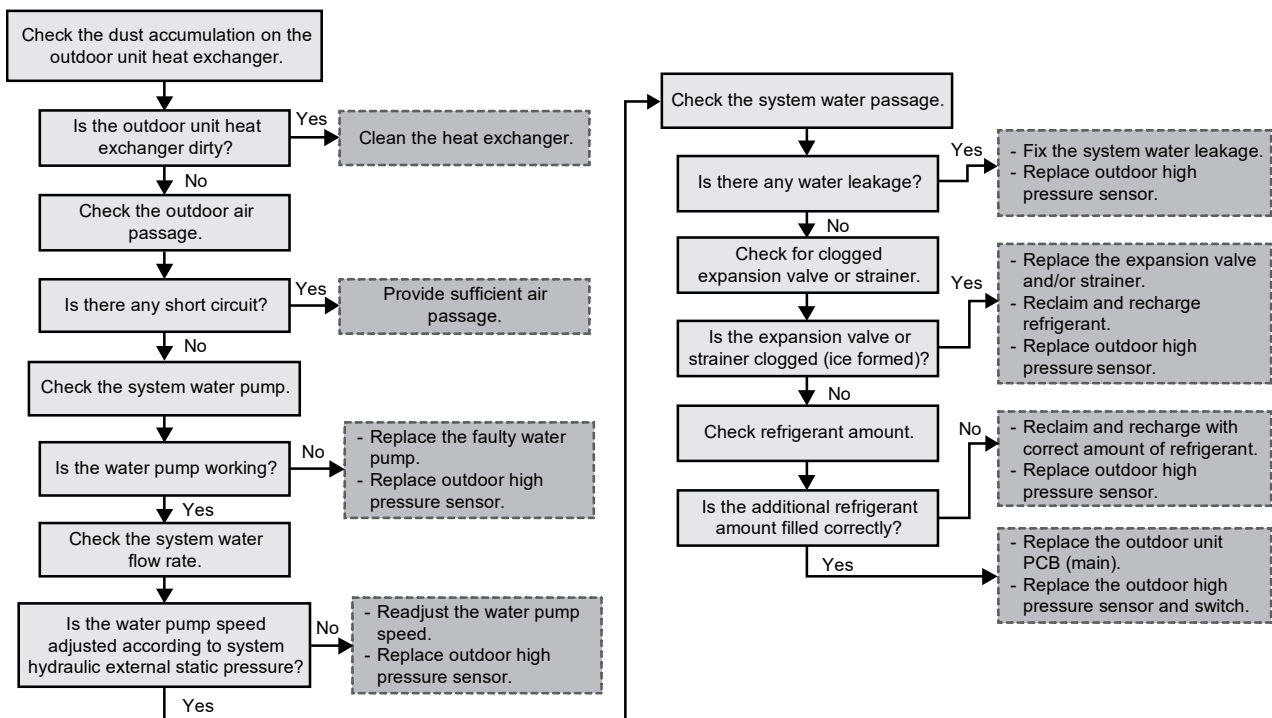 Check the dust accumulation on the
outdoor unit heat exchanger.
Is the outdoor unit heat
exchanger dirty?
Yes
Clean the heat exchanger.
No
Check the outdoor air
passage.
Is there any short circuit?
Yes
Provide sufficient air
passage.
No
Check the system water pump.
Is the water pump working?
No
- Replace the faulty water
pump.
- Replace outdoor high
pressure sensor.
Yes
Check the system water
flow rate.
Is the water pump speed
adjusted according to system
hydraulic external static pressure?
No
- Readjust the water pump
speed.
- Replace outdoor high
pressure sensor.
Yes
Check the system water passage.
Is there any water leakage?
Yes
- Fix the system water leakage.
- Replace outdoor high
pressure sensor.
No
Check for clogged
expansion valve or strainer.
Is the expansion valve or
strainer clogged (ice formed)?
Yes
- Replace the expansion valve
and/or strainer.
- Reclaim and recharge
refrigerant.
- Replace outdoor high
pressure sensor.
No
Check refrigerant amount.
Is the additional refrigerant
amount filled correctly?
No
- Reclaim and recharge with
correct amount of refrigerant.
- Replace outdoor high
pressure sensor.
Yes
- Replace the outdoor unit
PCB (main).
- Replace the outdoor high
pressure sensor and switch.